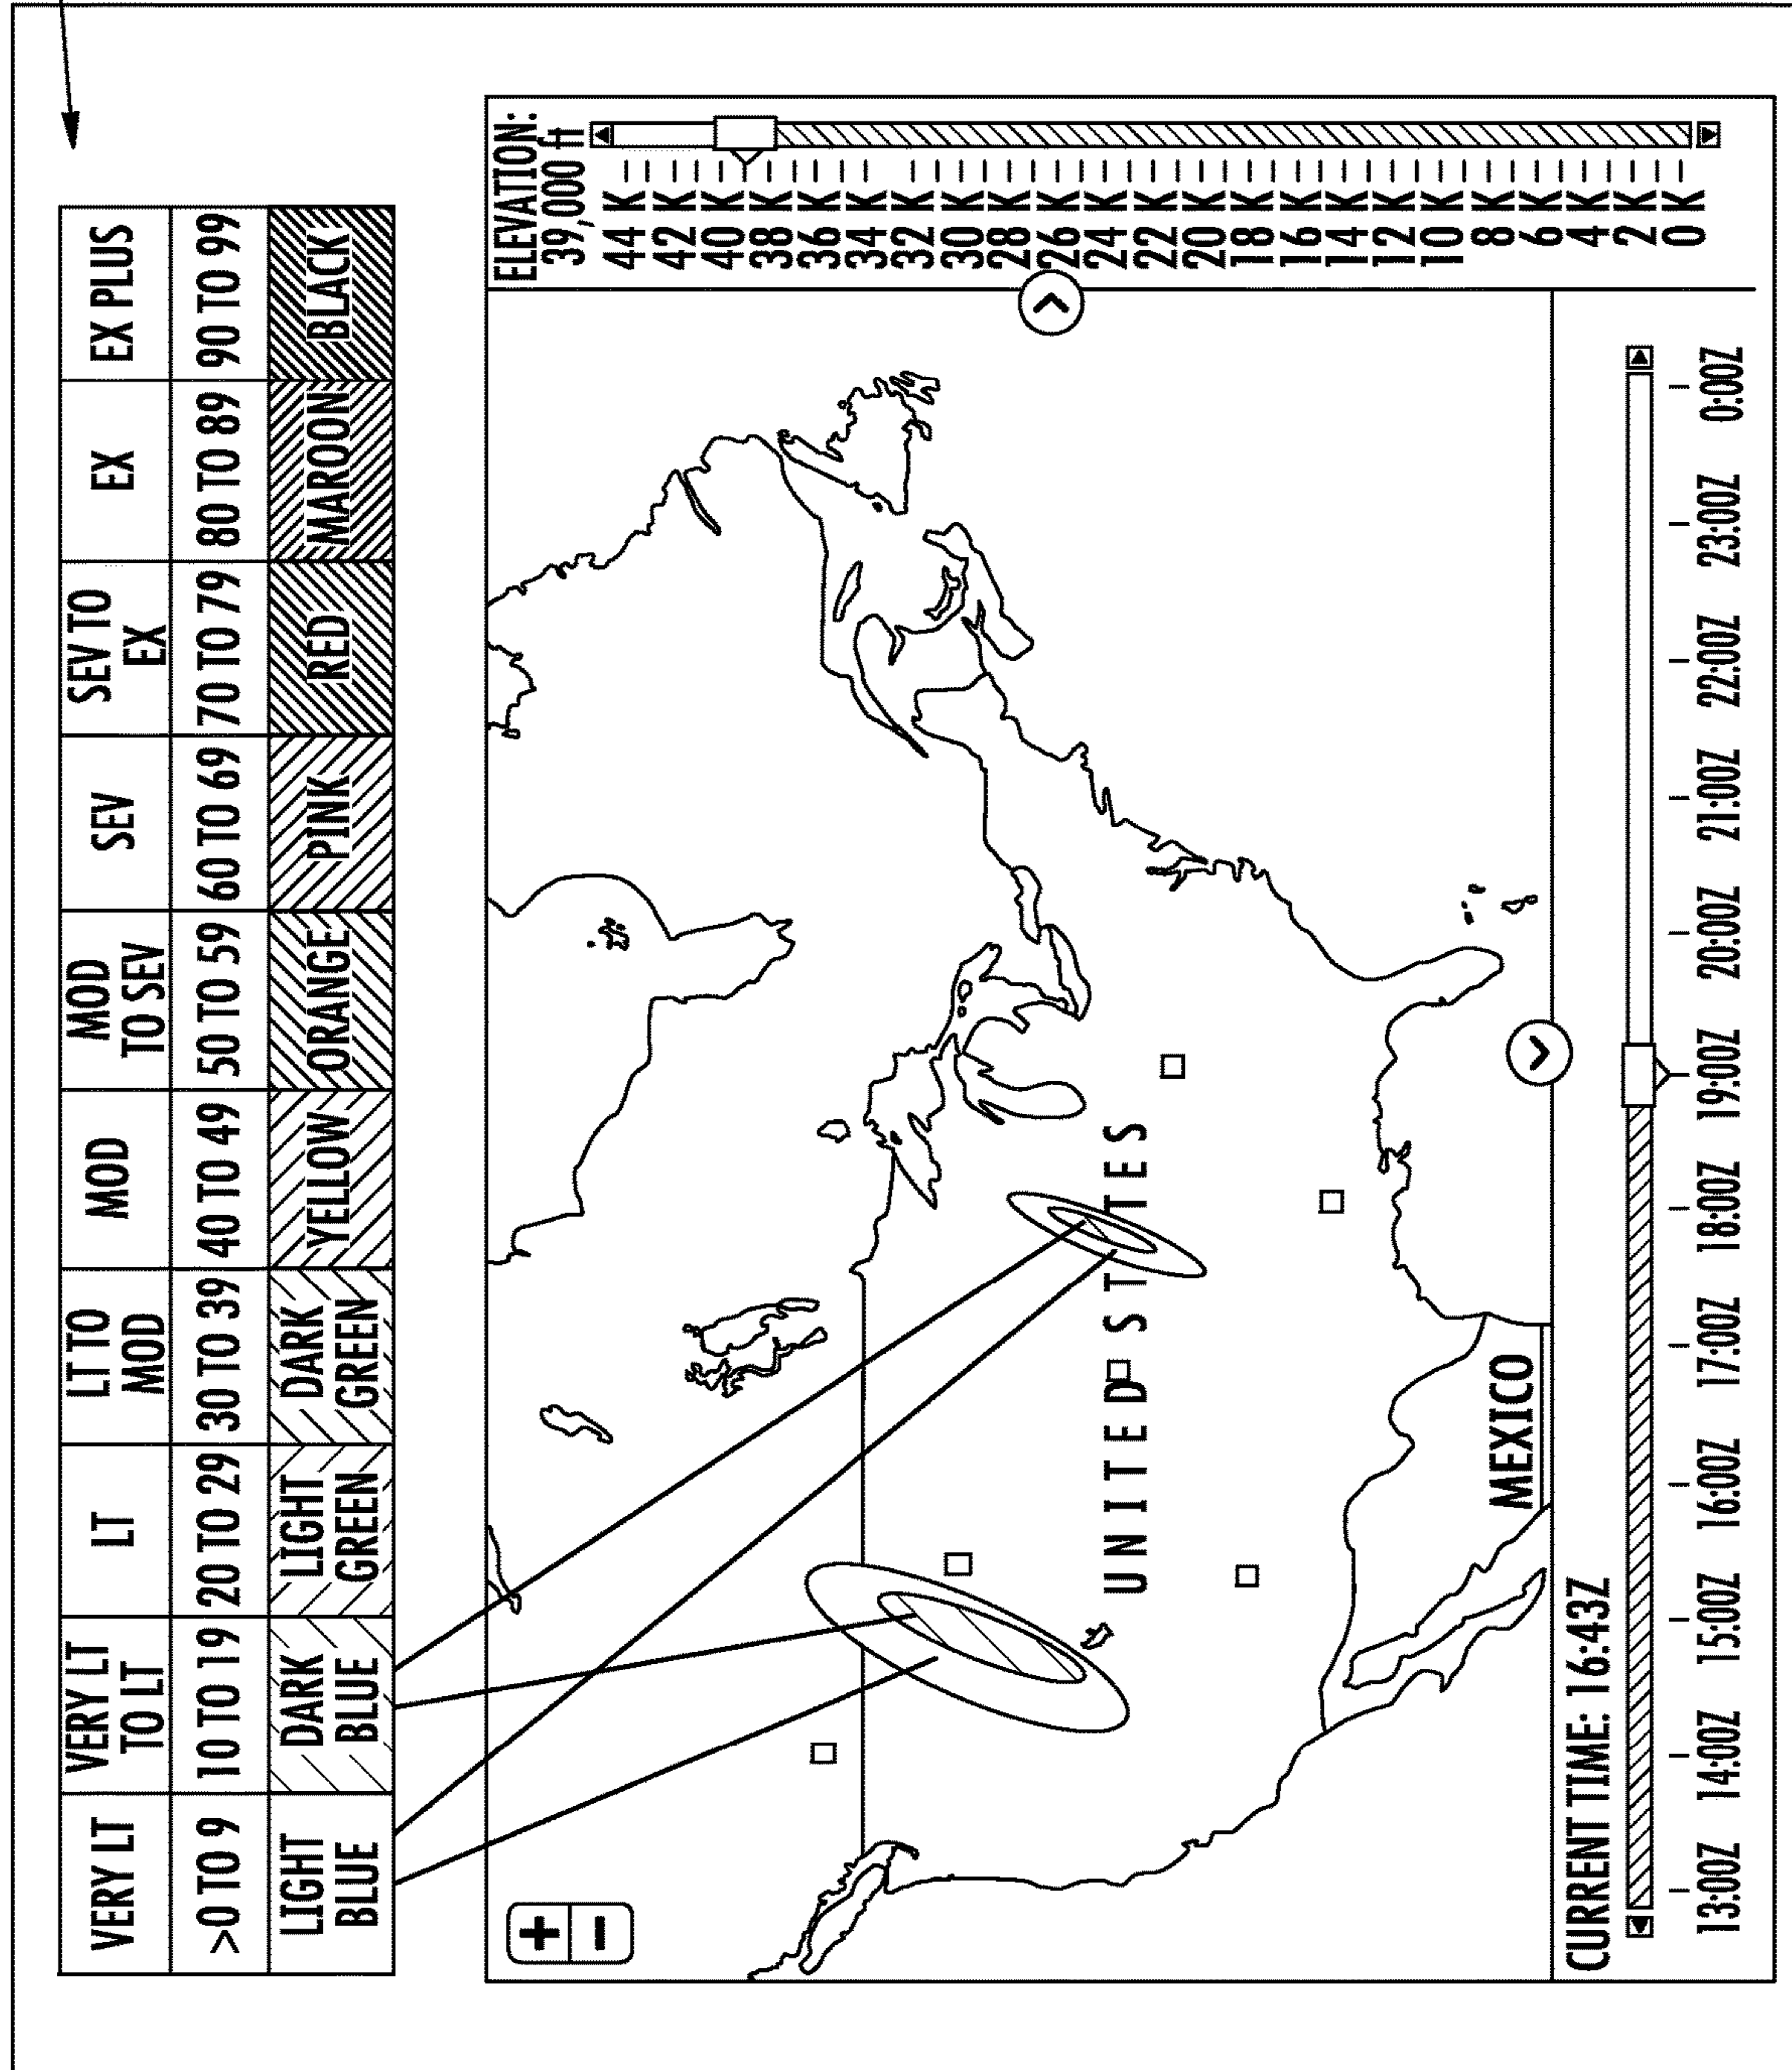 VERY LT
VERY LT
TO LT
LT
LT TO
MOD
MOD
MOD
TO SEV
SEV
SEV TO
EX
EX
EX PLUS
>0 TO 9
10 TO 19
20 TO 29
30 TO 39
40 TO 49
50 TO 59
60 TO 69
70 TO 79
80 TO 89
90 TO 99
LIGHT
BLUE
DARK
BLUE
LIGHT
GREEN
DARK
GREEN
YELLOW
ORANGE
PINK
RED
MAROON
BLACK
+
−
ELEVATION:
39,000 ft
44 K
42 K
40 K
38 K
36 K
34 K
32 K
30 K
28 K
26 K
24 K
22 K
20 K
18 K
16 K
14 K
12 K
10 K
8 K
6 K
4 K
2 K
0 K
UNITED STATES
MEXICO
CURRENT TIME: 16:43Z
13:00Z
14:00Z
15:00Z
16:00Z
17:00Z
18:00Z
19:00Z
20:00Z
21:00Z
22:00Z
23:00Z
0:00Z